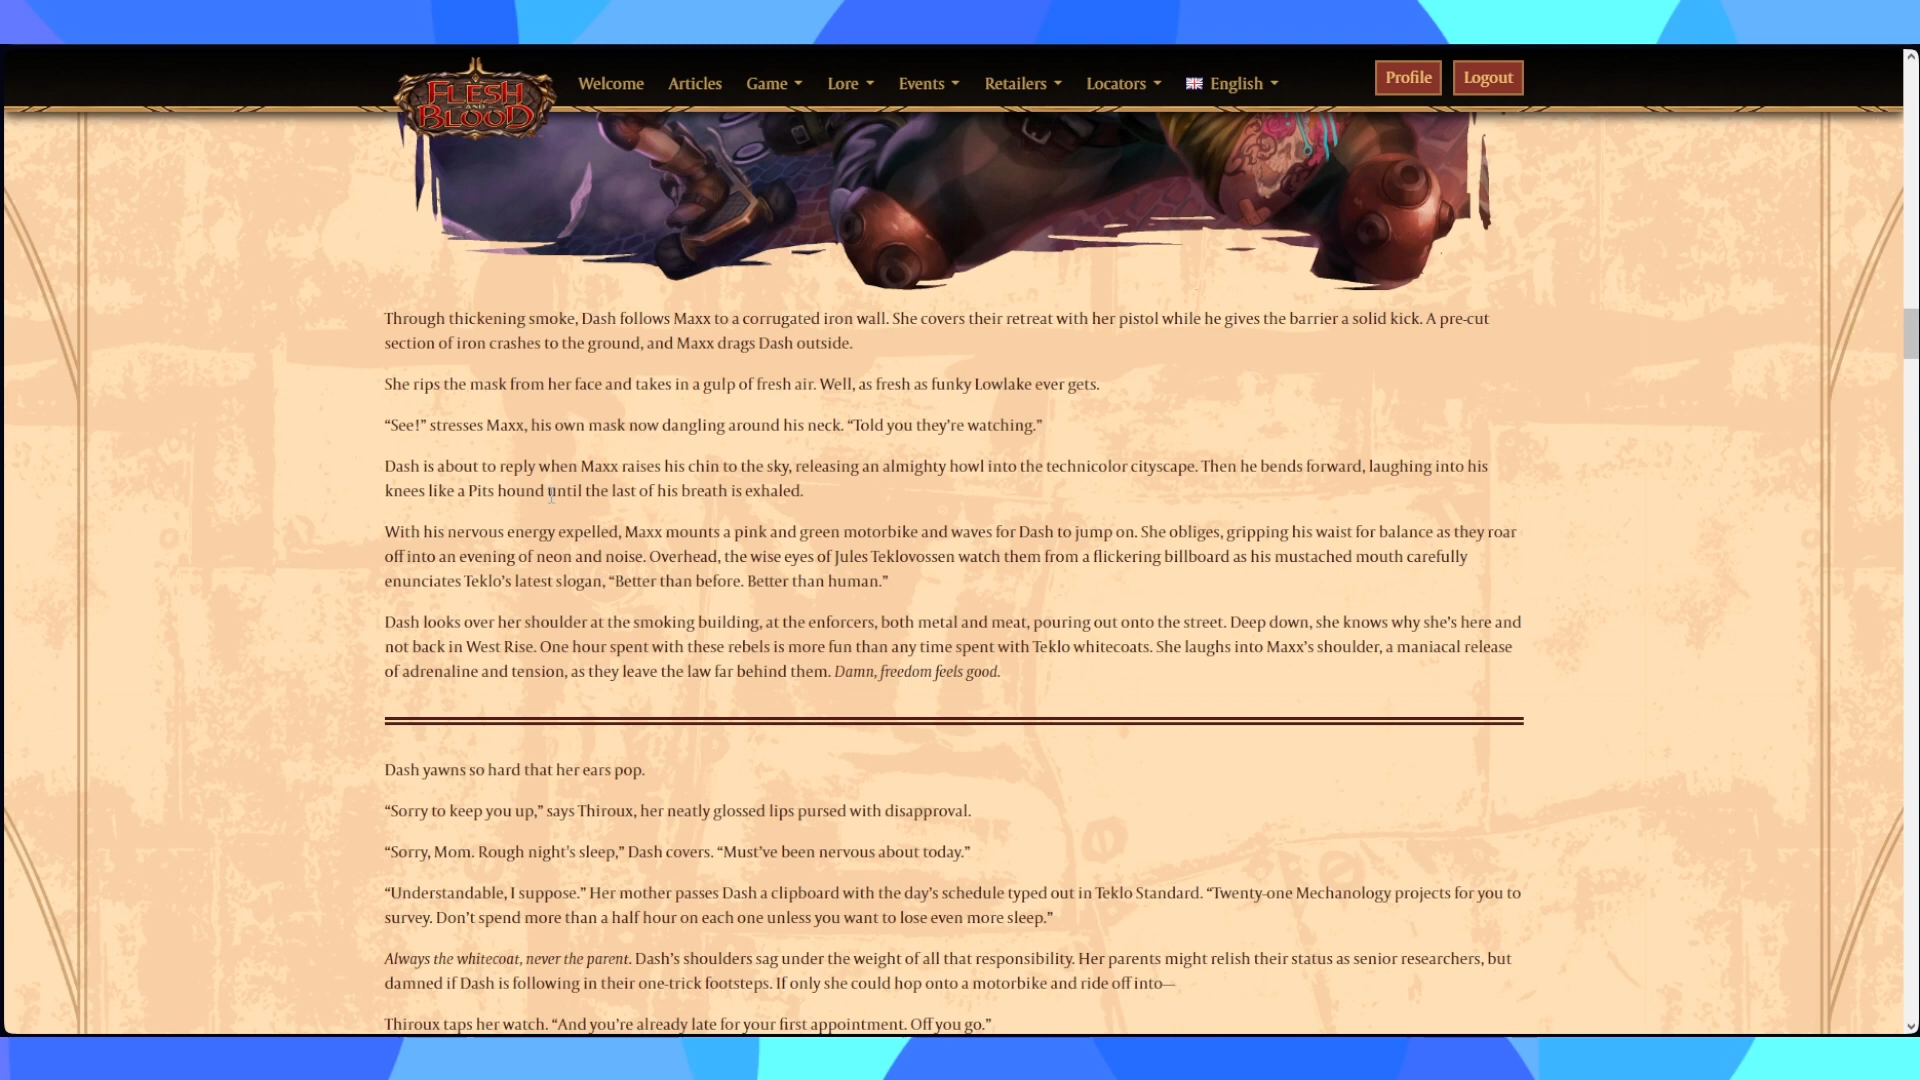 FLESH
AND
BLOOD
Welcome
Articles
Game
Lore
Events
Retailers
Locators
English
Profile
Logout
Through thickening smoke, Dash follows Maxx to a corrugated iron wall. She covers their retreat with her pistol while he gives the barrier a solid kick. A pre-cut
section of iron crashes to the ground, and Maxx drags Dash outside.
She rips the mask from her face and takes in a gulp of fresh air. Well, as fresh as funky Lowlake ever gets.
“See!” stresses Maxx, his own mask now dangling around his neck. “Told you they’re watching.”
Dash is about to reply when Maxx raises his chin to the sky, releasing an almighty howl into the technicolor cityscape. Then he bends forward, laughing into his
knees like a Pits hound until the last of his breath is exhaled.
With his nervous energy expelled, Maxx mounts a pink and green motorbike and waves for Dash to jump on. She obliges, gripping his waist for balance as they roar
off into an evening of neon and noise. Overhead, the wise eyes of Jules Teklovossen watch them from a flickering billboard as his mustached mouth carefully
enunciates Teklo’s latest slogan, “Better than before. Better than human.”
Dash looks over her shoulder at the smoking building, at the enforcers, both metal and meat, pouring out onto the street. Deep down, she knows why she’s here and
not back in West Rise. One hour spent with these rebels is more fun than any time spent with Teklo whitecoats. She laughs into Maxx’s shoulder, a maniacal release
of adrenaline and tension, as they leave the law far behind them. Damn, freedom feels good.
Dash yawns so hard that her ears pop.
“Sorry to keep you up,” says Thiroux, her neatly glossed lips pursed with disapproval.
“Sorry, Mom. Rough night's sleep,” Dash covers. “Must’ve been nervous about today.”
“Understandable, I suppose.” Her mother passes Dash a clipboard with the day’s schedule typed out in Teklo Standard. “Twenty-one Mechanology projects for you to
survey. Don’t spend more than a half hour on each one unless you want to lose even more sleep.”
Always the whitecoat, never the parent. Dash’s shoulders sag under the weight of all that responsibility. Her parents might relish their status as senior researchers, but
damned if Dash is following in their one-trick footsteps. If only she could hop onto a motorbike and ride off into—
Thiroux taps her watch. “And you’re already late for your first appointment. Off you go.”